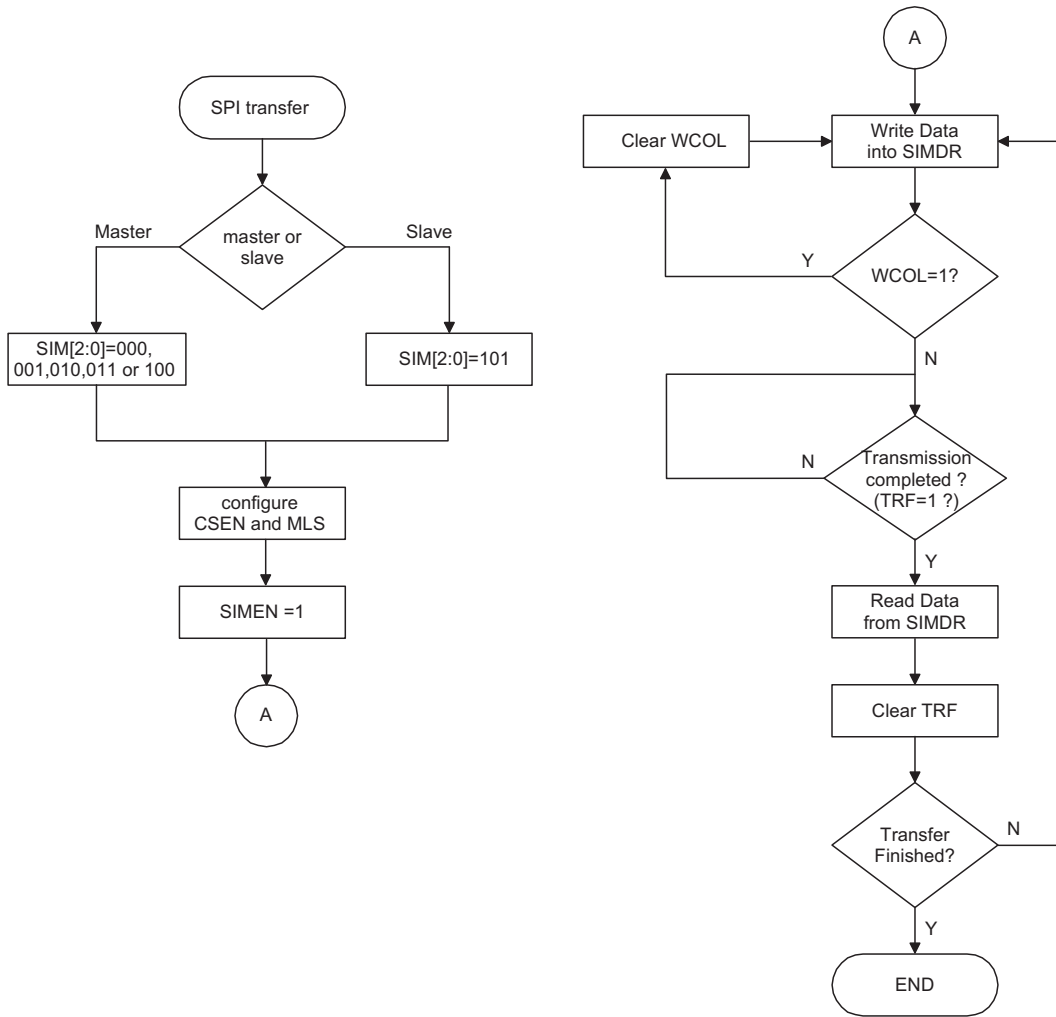 SPI transfer
master or
slave
Master
Slave
SIM[2:0]=000,
001,010,011 or 100
SIM[2:0]=101
configure
CSEN and MLS
SIMEN =1
A
A
Write Data
into SIMDR
Clear WCOL
WCOL=1?
Y
N
Transmission
completed ?
(TRF=1 ?)
N
Y
Read Data
from SIMDR
Clear TRF
Transfer
Finished?
N
Y
END